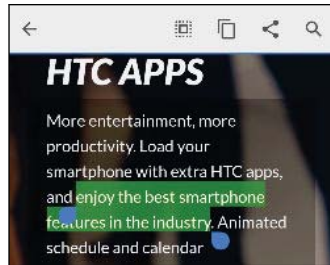 HTC APPS
More entertainment, more
productivity. Load your
smartphone with extra HTC apps,
and enjoy the best smartphone
features in the industry. Animated
schedule and calendar